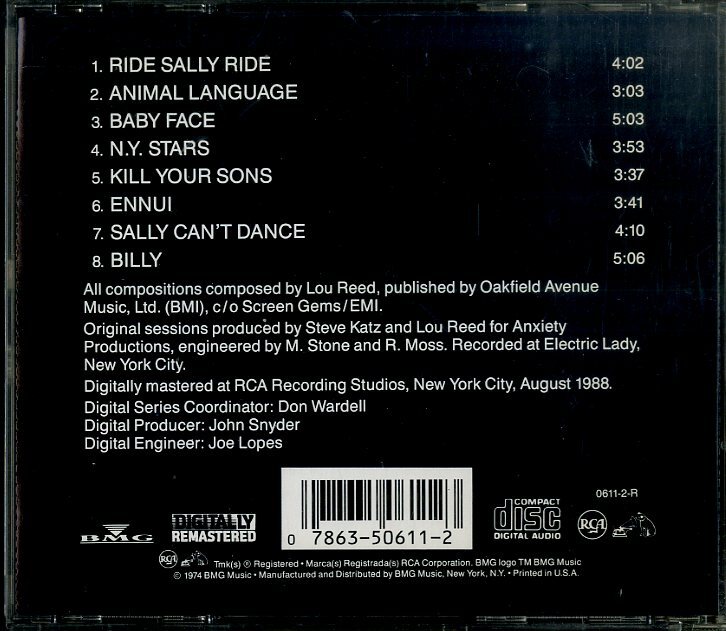 1. RIDE SALLY RIDE 4:02
2. ANIMAL LANGUAGE 3:03
3. BABY FACE 5:03
4. N.Y. STARS 3:53
5. KILL YOUR SONS 3:37
6. ENNUI 3:41
7. SALLY CAN'T DANCE 4:10
8. BILLY 5:06
All compositions composed by Lou Reed, published by Oakfield Avenue
Music, Ltd. (BMI), c/o Screen Gems/EMI.
Original sessions produced by Steve Katz and Lou Reed for Anxiety
Productions, engineered by M. Stone and R. Moss. Recorded at Electric Lady,
New York City.
Digitally mastered at RCA Recording Studios, New York City, August 1988.
Digital Series Coordinator: Don Wardell
Digital Producer: John Snyder
Digital Engineer: Joe Lopes
BMG
DIGITALLY
REMASTERED
0 7863-50611-2
COMPACT
disc
DIGITAL AUDIO
0611-2-R
RCA
RCA Tmk(s) ® Registered • Marca(s) Registrada(s) RCA Corporation. BMG logo TM BMG Music
© 1974 BMG Music • Manufactured and Distributed by BMG Music, New York, N.Y. • Printed in U.S.A.